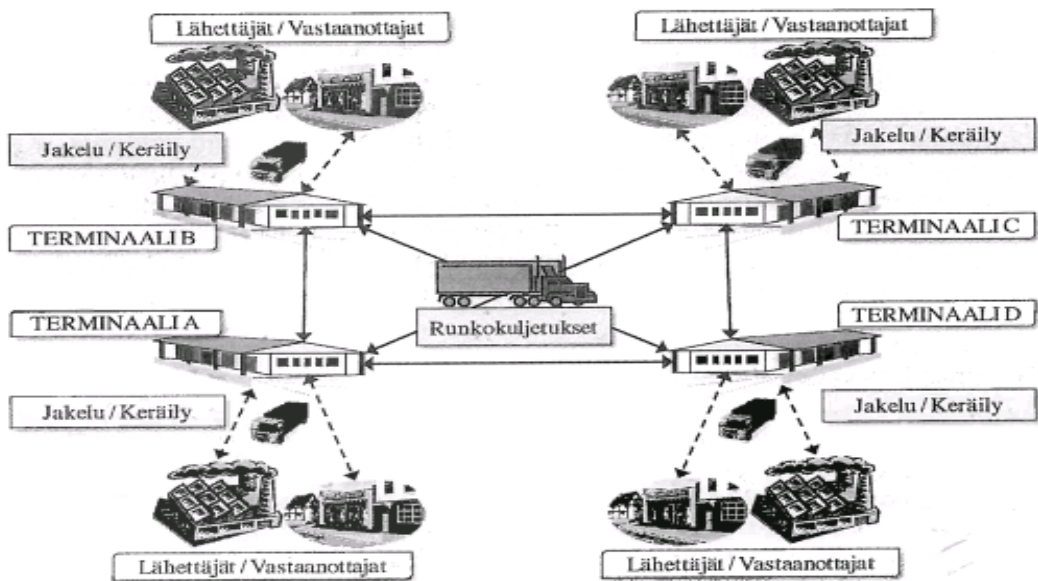 Lähettäjät / Vastaanottajat
Lähettäjät / Vastaanottajat
Jakelu / Keräily
Jakelu / Keräily
TERMINAALI B
TERMINAALI C
TERMINAALI A
TERMINAALI D
Runkokuljetukset
Jakelu / Keräily
Jakelu / Keräily
Lähettäjät / Vastaanottajat
Lähettäjät / Vastaanottajat